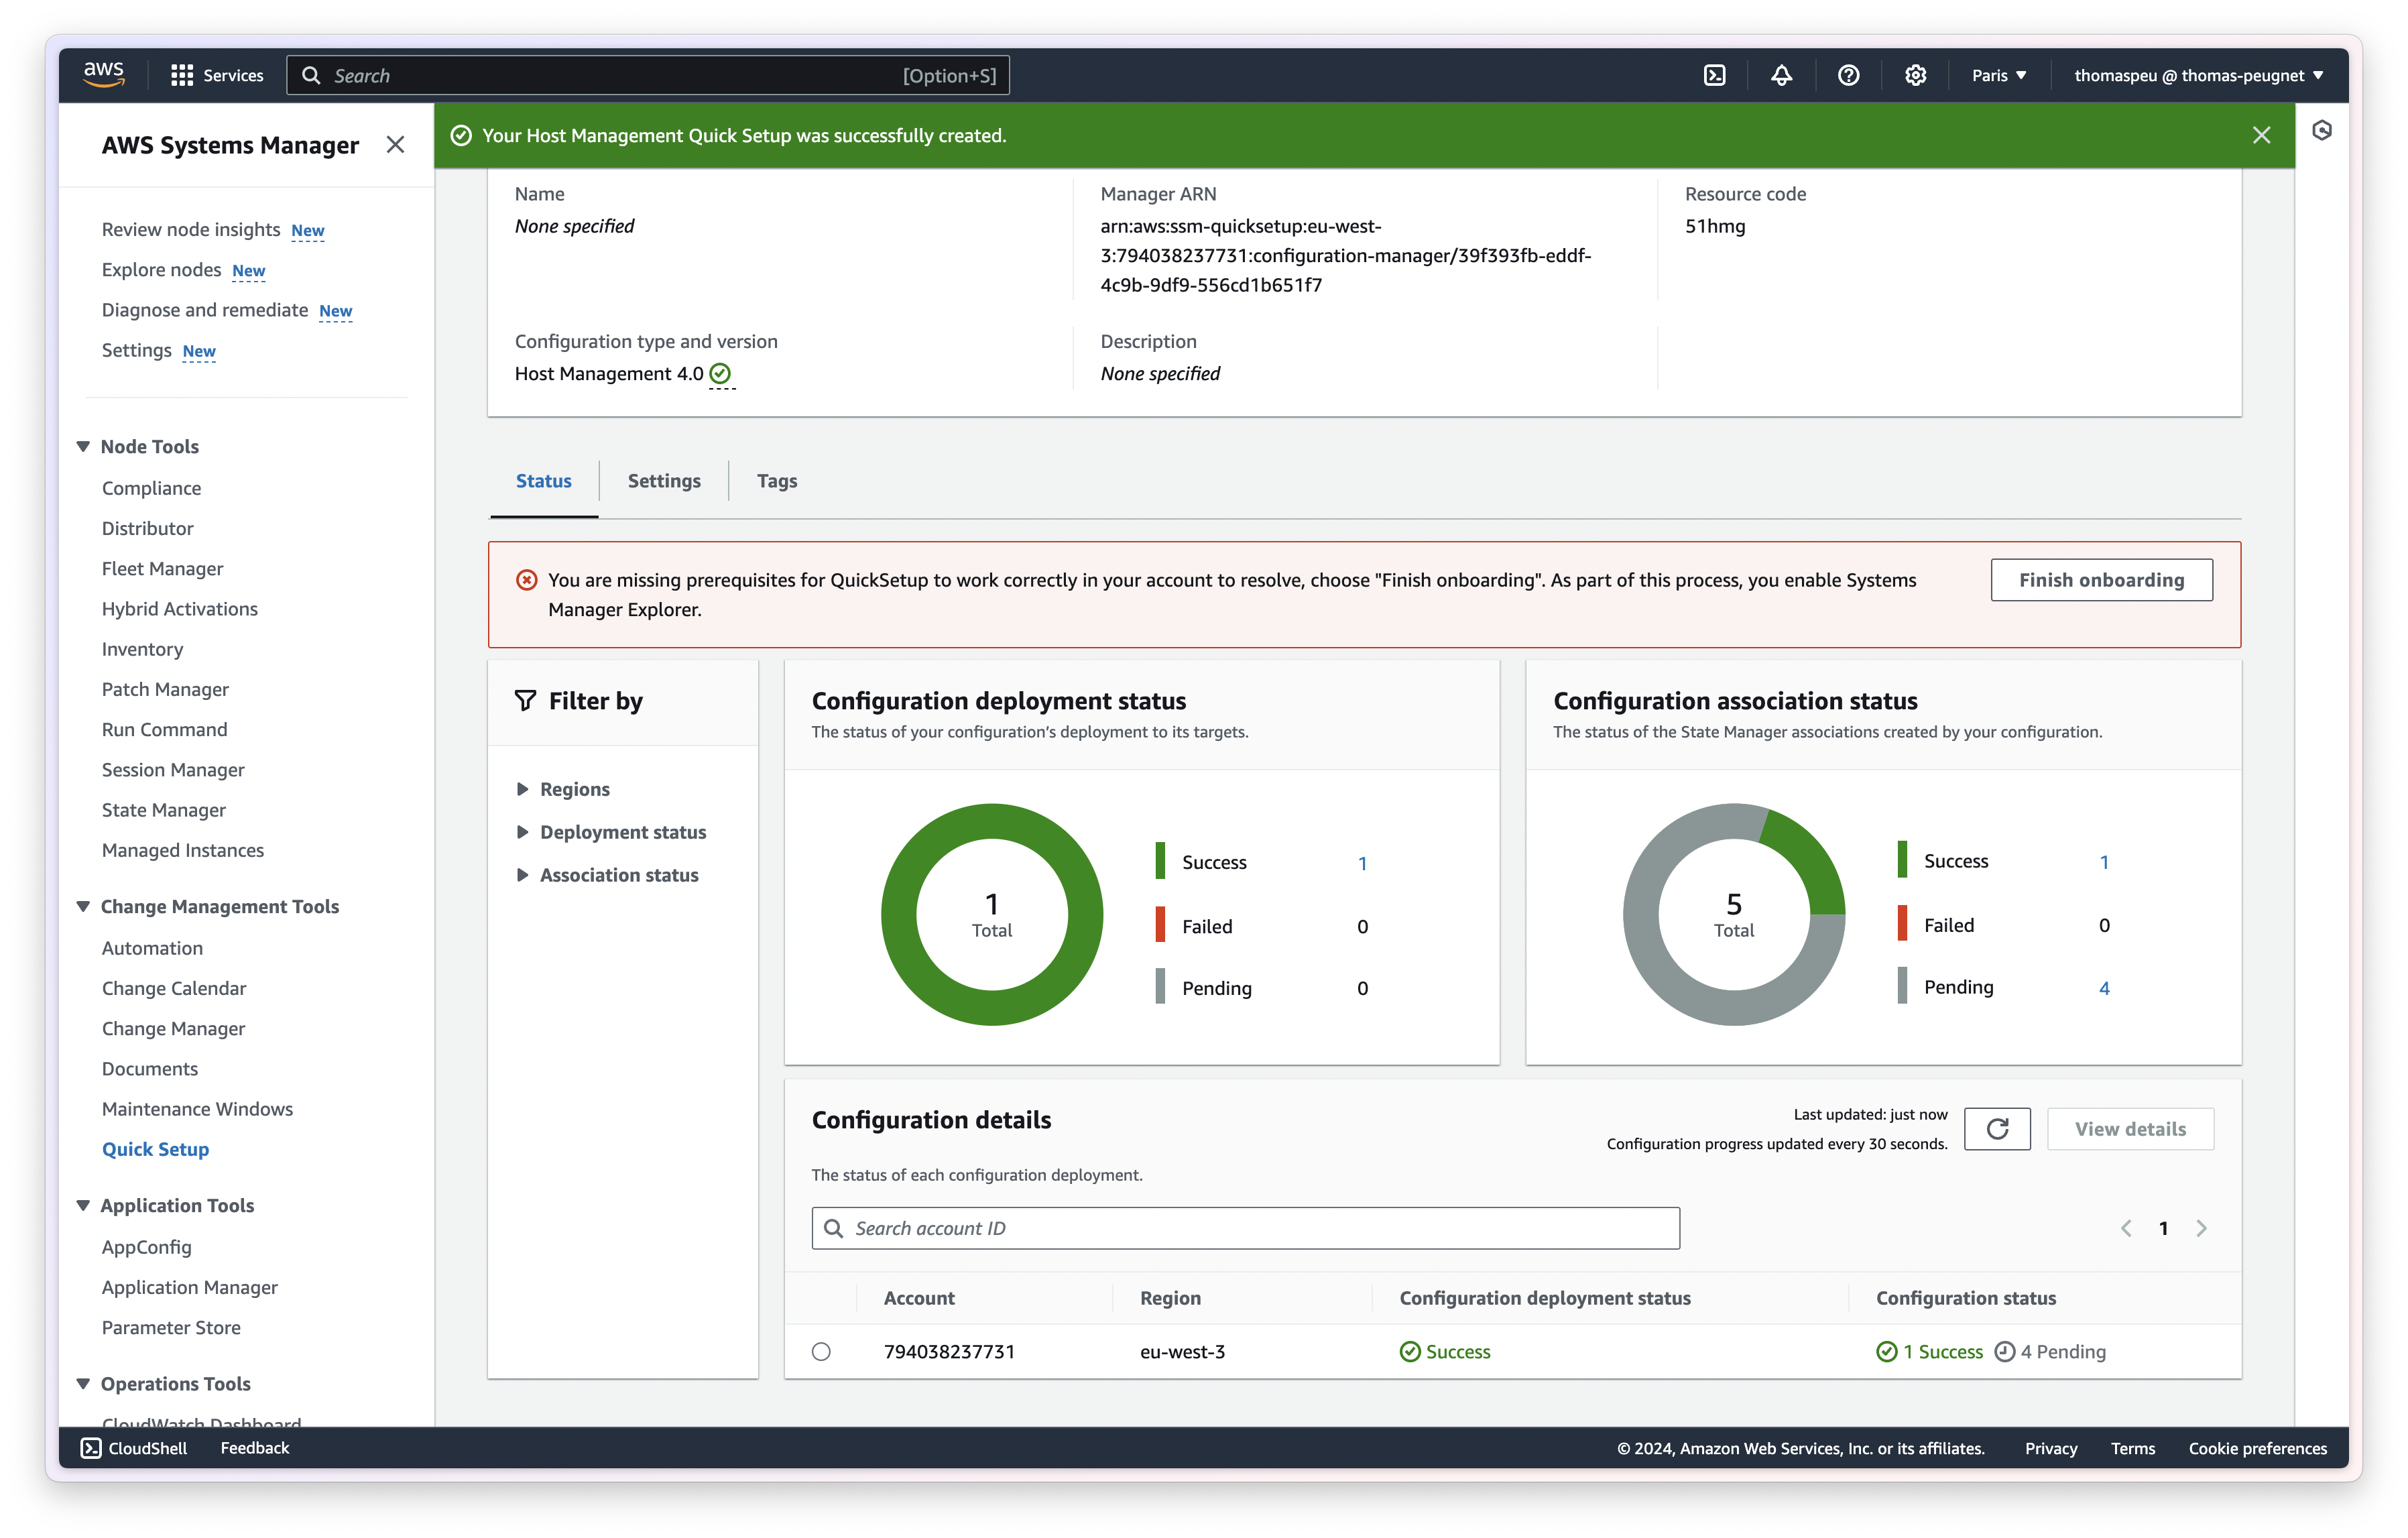 aws
Services
Search
[Option+S]
Paris
thomaspeu @ thomas-peugnet
AWS Systems Manager
Review node insights New
Explore nodes New
Diagnose and remediate New
Settings New
Node Tools
Compliance
Distributor
Fleet Manager
Hybrid Activations
Inventory
Patch Manager
Run Command
Session Manager
State Manager
Managed Instances
Change Management Tools
Automation
Change Calendar
Change Manager
Documents
Maintenance Windows
Quick Setup
Application Tools
AppConfig
Application Manager
Parameter Store
Operations Tools
CloudWatch Dashboard
Your Host Management Quick Setup was successfully created.
Name
None specified
Manager ARN
arn:aws:ssm-quicksetup:eu-west-
3:794038237731:configuration-manager/39f393fb-eddf-
4c9b-9df9-556cd1b651f7
Resource code
51hmg
Configuration type and version
Host Management 4.0
Description
None specified
Status
Settings
Tags
You are missing prerequisites for QuickSetup to work correctly in your account to resolve, choose "Finish onboarding". As part of this process, you enable Systems
Manager Explorer.
Finish onboarding
Filter by
Regions
Deployment status
Association status
Configuration deployment status
The status of your configuration's deployment to its targets.
1
Total
Success 1
Failed 0
Pending 0
Configuration association status
The status of the State Manager associations created by your configuration.
5
Total
Success 1
Failed 0
Pending 4
Configuration details
Last updated: just now
Configuration progress updated every 30 seconds.
View details
The status of each configuration deployment.
Search account ID
1
Account Region Configuration deployment status Configuration status
794038237731 eu-west-3 Success 1 Success 4 Pending
CloudShell
Feedback
© 2024, Amazon Web Services, Inc. or its affiliates.
Privacy
Terms
Cookie preferences